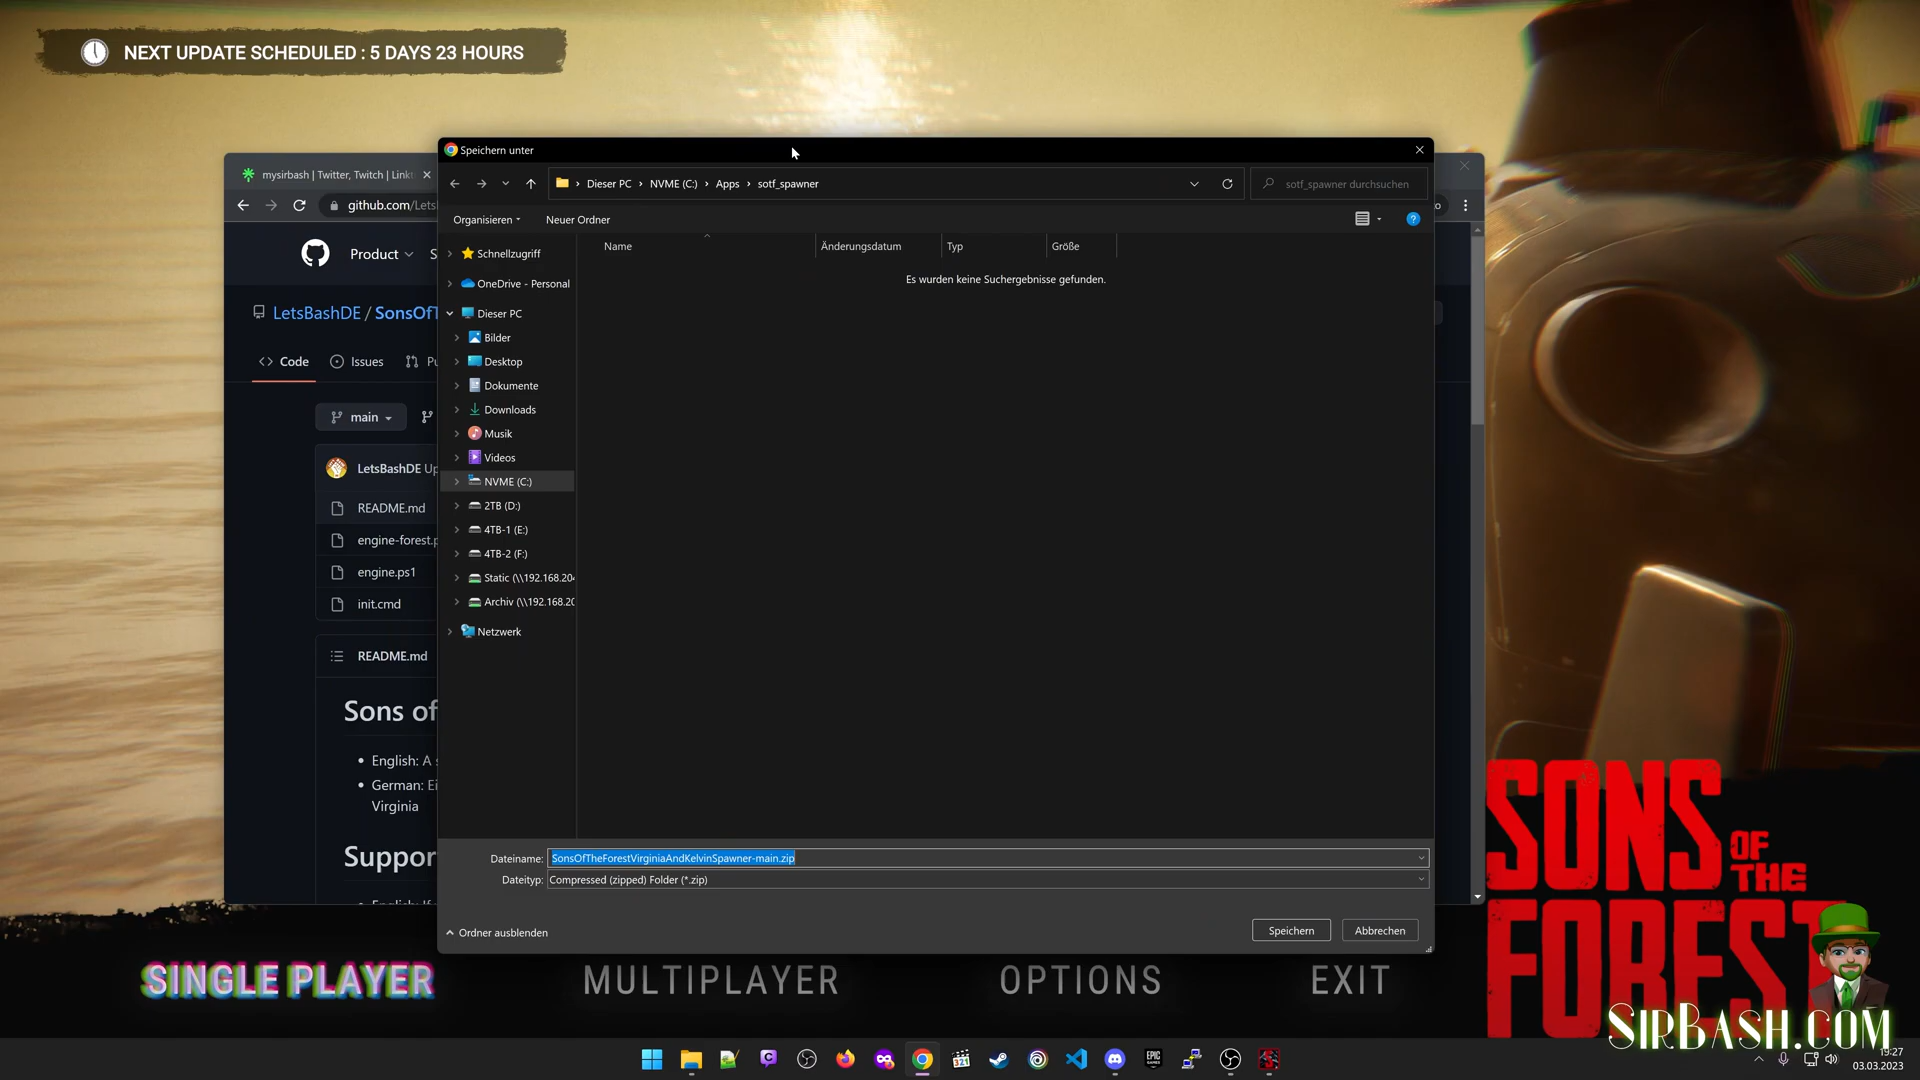 NEXT UPDATE SCHEDULED : 5 DAYS 23 HOURS
Speichern unter
mysirbash | Twitter, Twitch | Linkt
Dieser PC > NVME (C:) > Apps > sotf_spawner
sotf_spawner durchsuchen
github.com/Lets
Organisieren
Neuer Ordner
Product
S
Name
Änderungsdatum
Typ
Größe
Es wurden keine Suchergebnisse gefunden.
Schnellzugriff
OneDrive - Personal
Dieser PC
Bilder
Desktop
Dokumente
Downloads
Musik
Videos
NVME (C:)
2TB (D:)
4TB-1 (E:)
4TB-2 (F:)
Static (\\192.168.204
Archiv (\\192.168.20
Netzwerk
LetsBashDE / SonsOfT
Code
Issues
Pu
main
LetsBashDE Up
README.md
engine-forest.p
engine.ps1
init.cmd
README.md
Sons of
English: A s
German: Ei
Virginia
Suppor
Dateiname: SonsOfTheForestVirginiaAndKelvinSpawner-main.zip
Dateityp: Compressed (zipped) Folder (*.zip)
Ordner ausblenden
Speichern
Abbrechen
SONS
OF
THE
FOREST
SINGLE PLAYER
MULTIPLAYER
OPTIONS
EXIT
SIRBASH.COM
19:27
03.03.2023